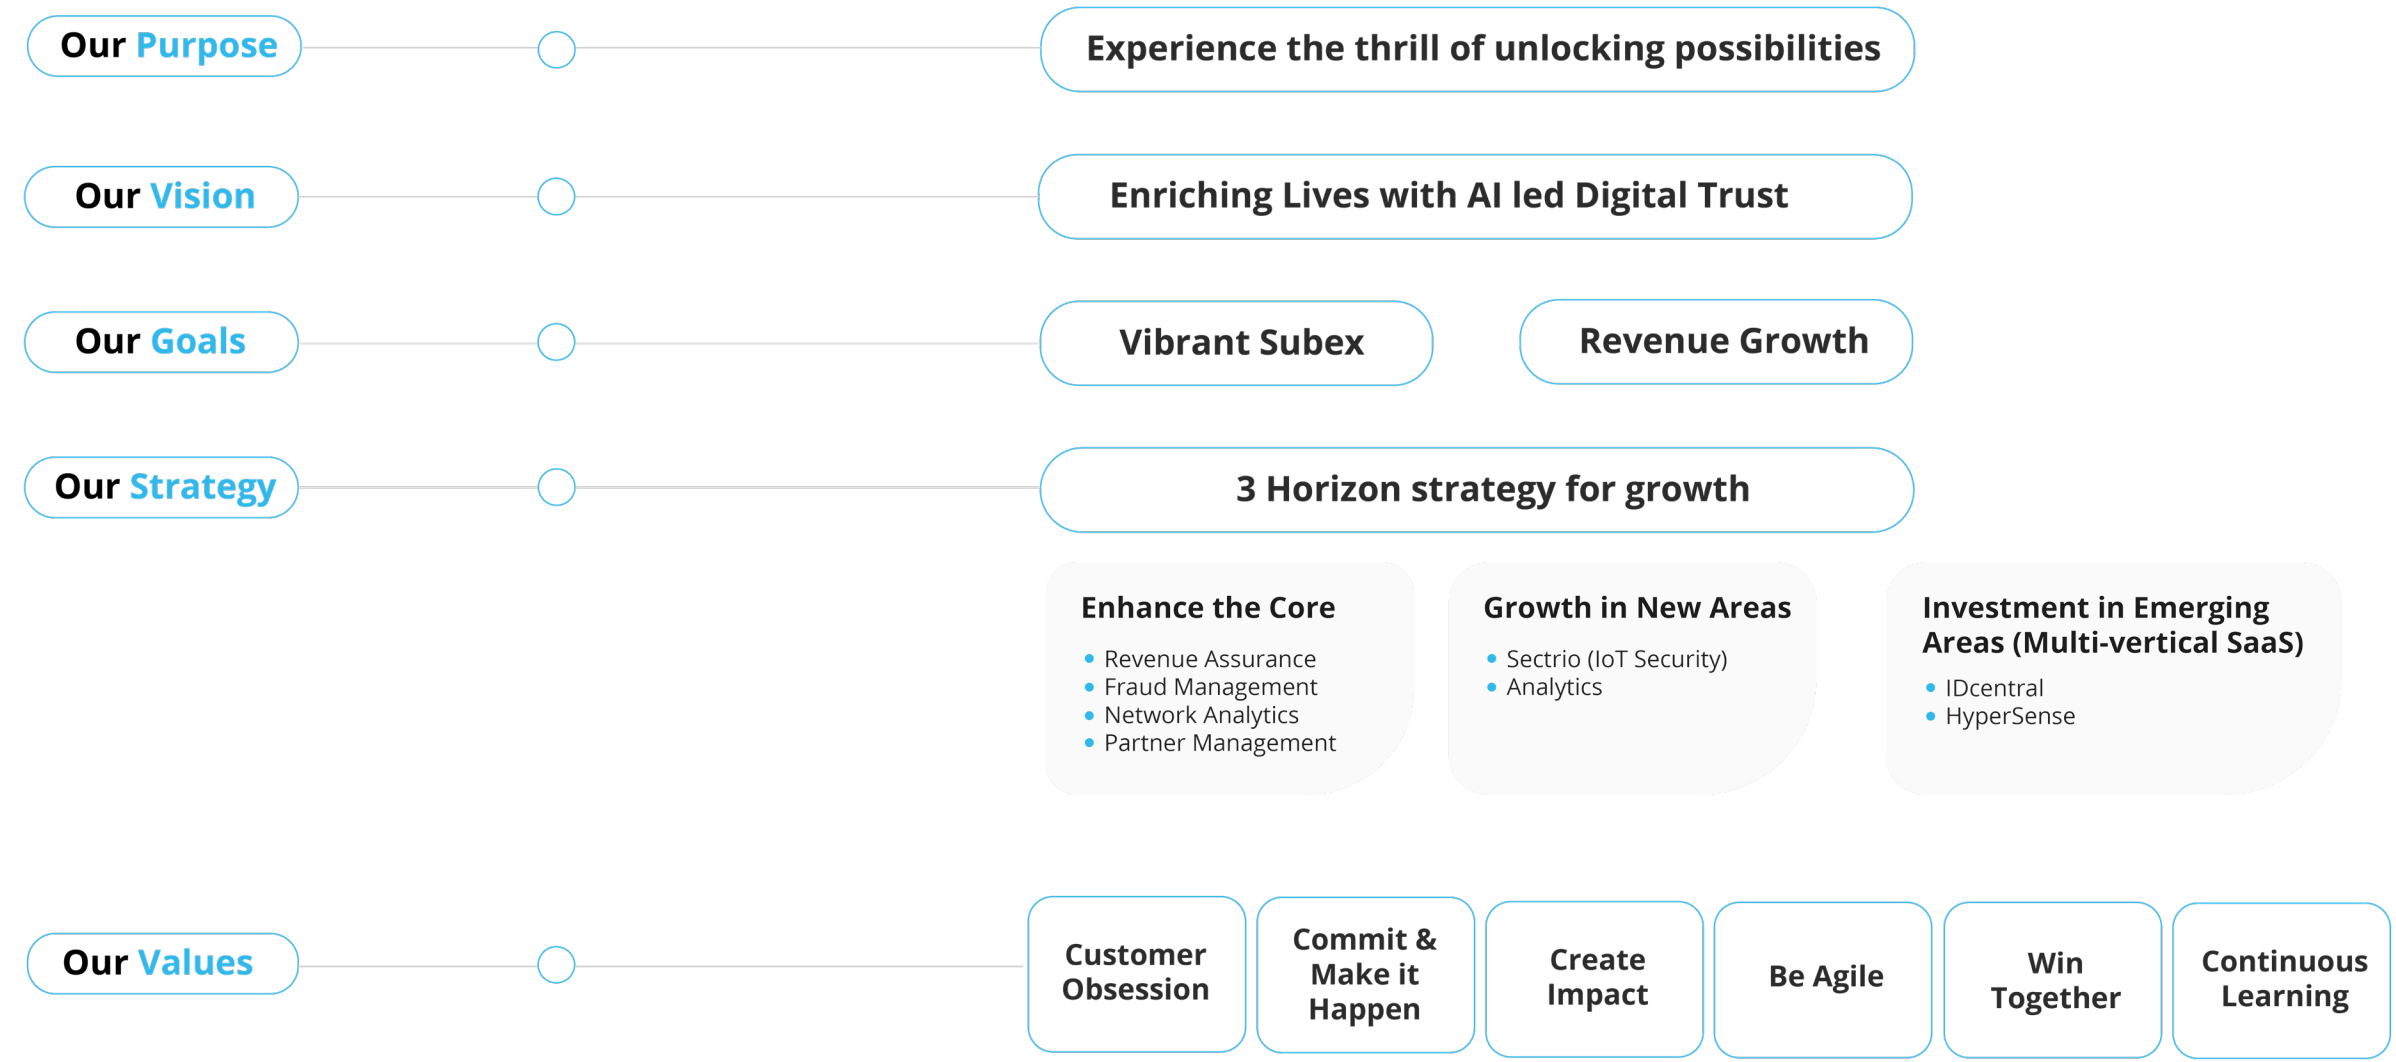 Our Purpose
Experience the thrill of unlocking possibilities
Our Vision
Enriching Lives with AI led Digital Trust
Our Goals
Vibrant Subex
Revenue Growth
Our Strategy
3 Horizon strategy for growth
Enhance the Core
Revenue Assurance
Fraud Management
Network Analytics
Partner Management
Growth in New Areas
Sectrio (IoT Security)
Analytics
Investment in Emerging
Areas (Multi-vertical SaaS)
IDcentral
HyperSense
Our Values
Customer
Obsession
Commit &
Make it
Happen
Create
Impact
Be Agile
Win
Together
Continuous
Learning